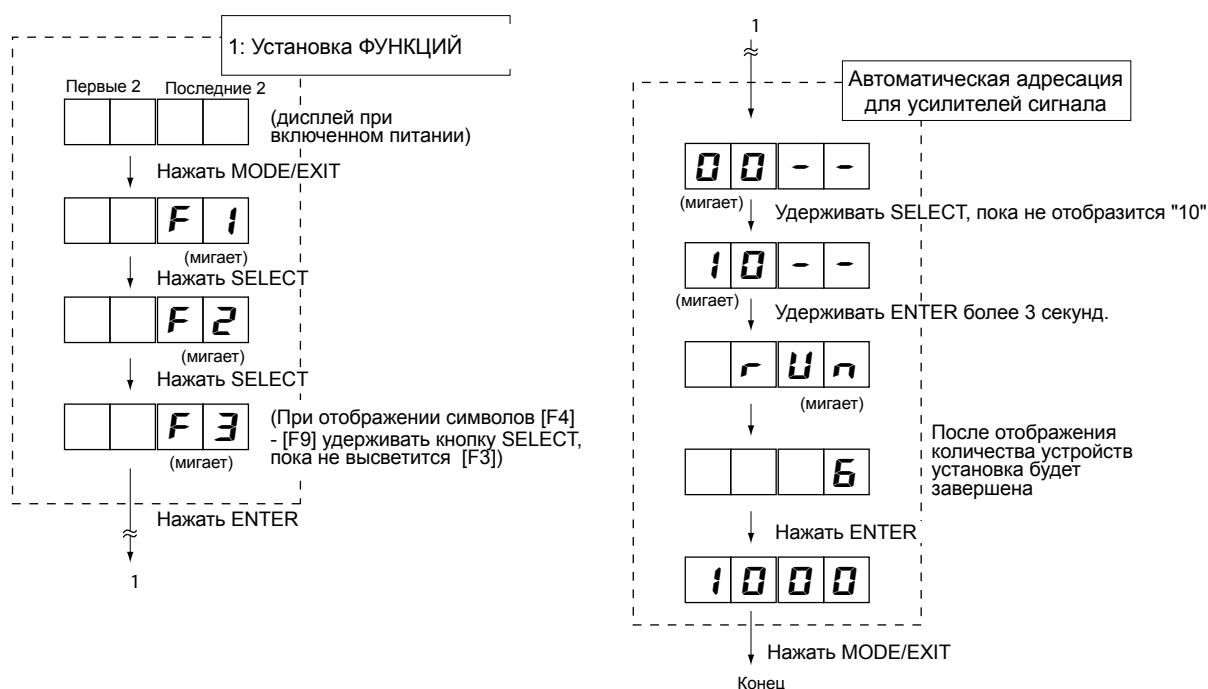 1: Установка ФУНКЦИЙ
Первые 2 Последние 2
(дисплей при
включенном питании)
Нажать MODE/EXIT
F 1
(мигает)
Нажать SELECT
F 2
(мигает)
Нажать SELECT
F 3
(мигает)
(При отображении символов [F4]
- [F9] удерживать кнопку SELECT,
пока не высветится [F3])
Нажать ENTER
1
1
Автоматическая адресация
для усилителей сигнала
0 0 - -
(мигает)
Удерживать SELECT, пока не отобразится "10"
1 0 - -
(мигает)
Удерживать ENTER более 3 секунд.
r U n
(мигает)
6
После отображения
количества устройств
установка будет
завершена
Нажать ENTER
1 0 0 0
Нажать MODE/EXIT
Конец